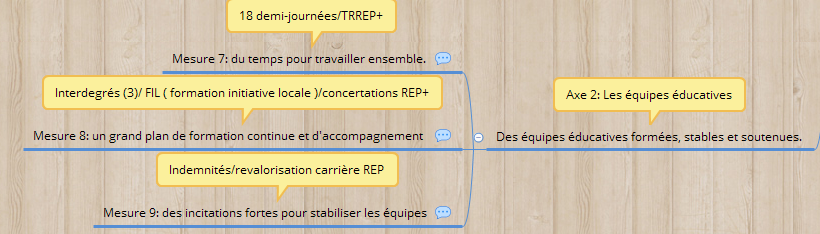 18 demi-journées/TRREP+
Mesure 7: du temps pour travailler ensemble.
Interdegrés (3)/ FIL ( formation initiative locale )/concertations REP+
Axe 2: Les équipes éducatives
Mesure 8: un grand plan de formation continue et d'accompagnement
Des équipes éducatives formées, stables et soutenues.
Indemnités/revalorisation carrière REP
Mesure 9: des incitations fortes pour stabiliser les équipes